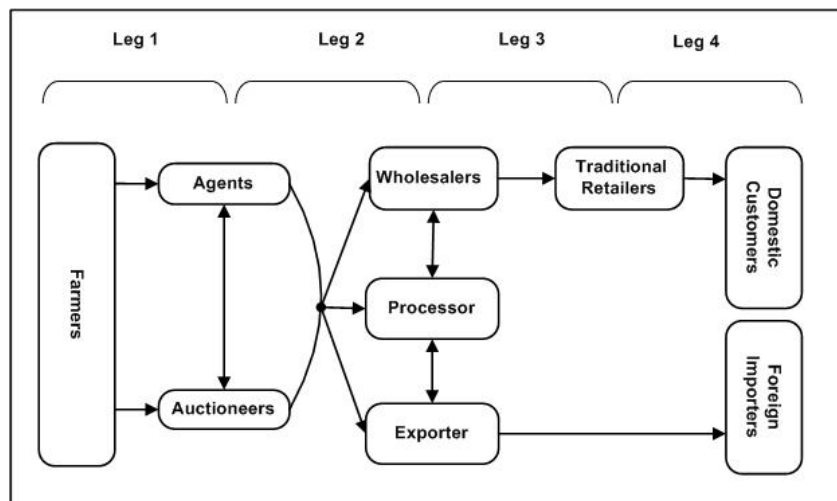 Leg 1
Leg 2
Leg 3
Leg 4
Farmers
Agents
Auctioneers
Wholesalers
Processor
Exporter
Traditional
Retailers
Domestic
Customers
Foreign
Importers